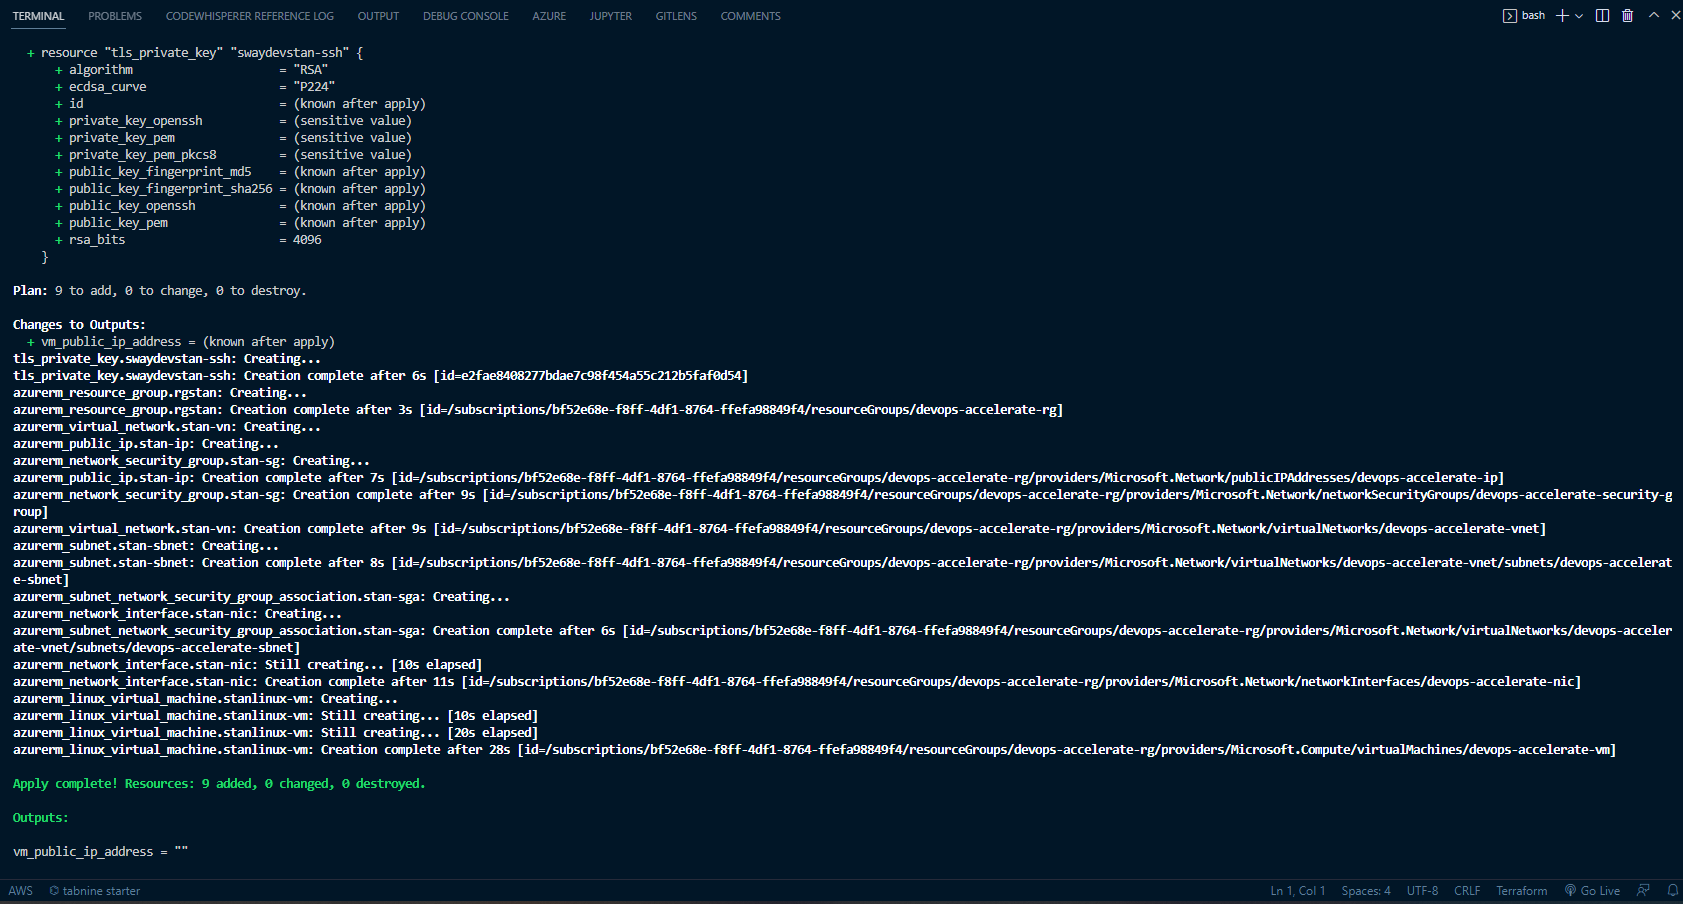 TERMINAL PROBLEMS CODEWHISPERER REFERENCE LOG OUTPUT DEBUG CONSOLE AZURE JUPYTER GITLENS COMMENTS bash
+ resource "tls_private_key" "swaydevstan-ssh" {
+ algorithm = "RSA"
+ ecdsa_curve = "P224"
+ id = (known after apply)
+ private_key_openssh = (sensitive value)
+ private_key_pem = (sensitive value)
+ private_key_pem_pkcs8 = (sensitive value)
+ public_key_fingerprint_md5 = (known after apply)
+ public_key_fingerprint_sha256 = (known after apply)
+ public_key_openssh = (known after apply)
+ public_key_pem = (known after apply)
+ rsa_bits = 4096
}
Plan: 9 to add, 0 to change, 0 to destroy.
Changes to Outputs:
+ vm_public_ip_address = (known after apply)
tls_private_key.swaydevstan-ssh: Creating...
tls_private_key.swaydevstan-ssh: Creation complete after 6s [id=e2fae8408277bdae7c98f454a55c212b5faf0d54]
azurerm_resource_group.rgstan: Creating...
azurerm_resource_group.rgstan: Creation complete after 3s [id=/subscriptions/bf52e68e-f8ff-4df1-8764-ffefa98849f4/resourceGroups/devops-accelerate-rg]
azurerm_virtual_network.stan-vn: Creating...
azurerm_public_ip.stan-ip: Creating...
azurerm_network_security_group.stan-sg: Creating...
azurerm_public_ip.stan-ip: Creation complete after 7s [id=/subscriptions/bf52e68e-f8ff-4df1-8764-ffefa98849f4/resourceGroups/devops-accelerate-rg/providers/Microsoft.Network/publicIPAddresses/devops-accelerate-ip]
azurerm_network_security_group.stan-sg: Creation complete after 9s [id=/subscriptions/bf52e68e-f8ff-4df1-8764-ffefa98849f4/resourceGroups/devops-accelerate-rg/providers/Microsoft.Network/networkSecurityGroups/devops-accelerate-security-g
roup]
azurerm_virtual_network.stan-vn: Creation complete after 9s [id=/subscriptions/bf52e68e-f8ff-4df1-8764-ffefa98849f4/resourceGroups/devops-accelerate-rg/providers/Microsoft.Network/virtualNetworks/devops-accelerate-vnet]
azurerm_subnet.stan-sbnet: Creating...
azurerm_subnet.stan-sbnet: Creation complete after 8s [id=/subscriptions/bf52e68e-f8ff-4df1-8764-ffefa98849f4/resourceGroups/devops-accelerate-rg/providers/Microsoft.Network/virtualNetworks/devops-accelerate-vnet/subnets/devops-accelerat
e-sbnet]
azurerm_subnet_network_security_group_association.stan-sga: Creating...
azurerm_network_interface.stan-nic: Creating...
azurerm_subnet_network_security_group_association.stan-sga: Creation complete after 6s [id=/subscriptions/bf52e68e-f8ff-4df1-8764-ffefa98849f4/resourceGroups/devops-accelerate-rg/providers/Microsoft.Network/virtualNetworks/devops-acceler
ate-vnet/subnets/devops-accelerate-sbnet]
azurerm_network_interface.stan-nic: Still creating... [10s elapsed]
azurerm_network_interface.stan-nic: Creation complete after 11s [id=/subscriptions/bf52e68e-f8ff-4df1-8764-ffefa98849f4/resourceGroups/devops-accelerate-rg/providers/Microsoft.Network/networkInterfaces/devops-accelerate-nic]
azurerm_linux_virtual_machine.stanlinux-vm: Creating...
azurerm_linux_virtual_machine.stanlinux-vm: Still creating... [10s elapsed]
azurerm_linux_virtual_machine.stanlinux-vm: Still creating... [20s elapsed]
azurerm_linux_virtual_machine.stanlinux-vm: Creation complete after 28s [id=/subscriptions/bf52e68e-f8ff-4df1-8764-ffefa98849f4/resourceGroups/devops-accelerate-rg/providers/Microsoft.Compute/virtualMachines/devops-accelerate-vm]
Apply complete! Resources: 9 added, 0 changed, 0 destroyed.
Outputs:
vm_public_ip_address = ""
AWS tabnine starter Ln 1, Col 1 Spaces: 4 UTF-8 CRLF Terraform Go Live